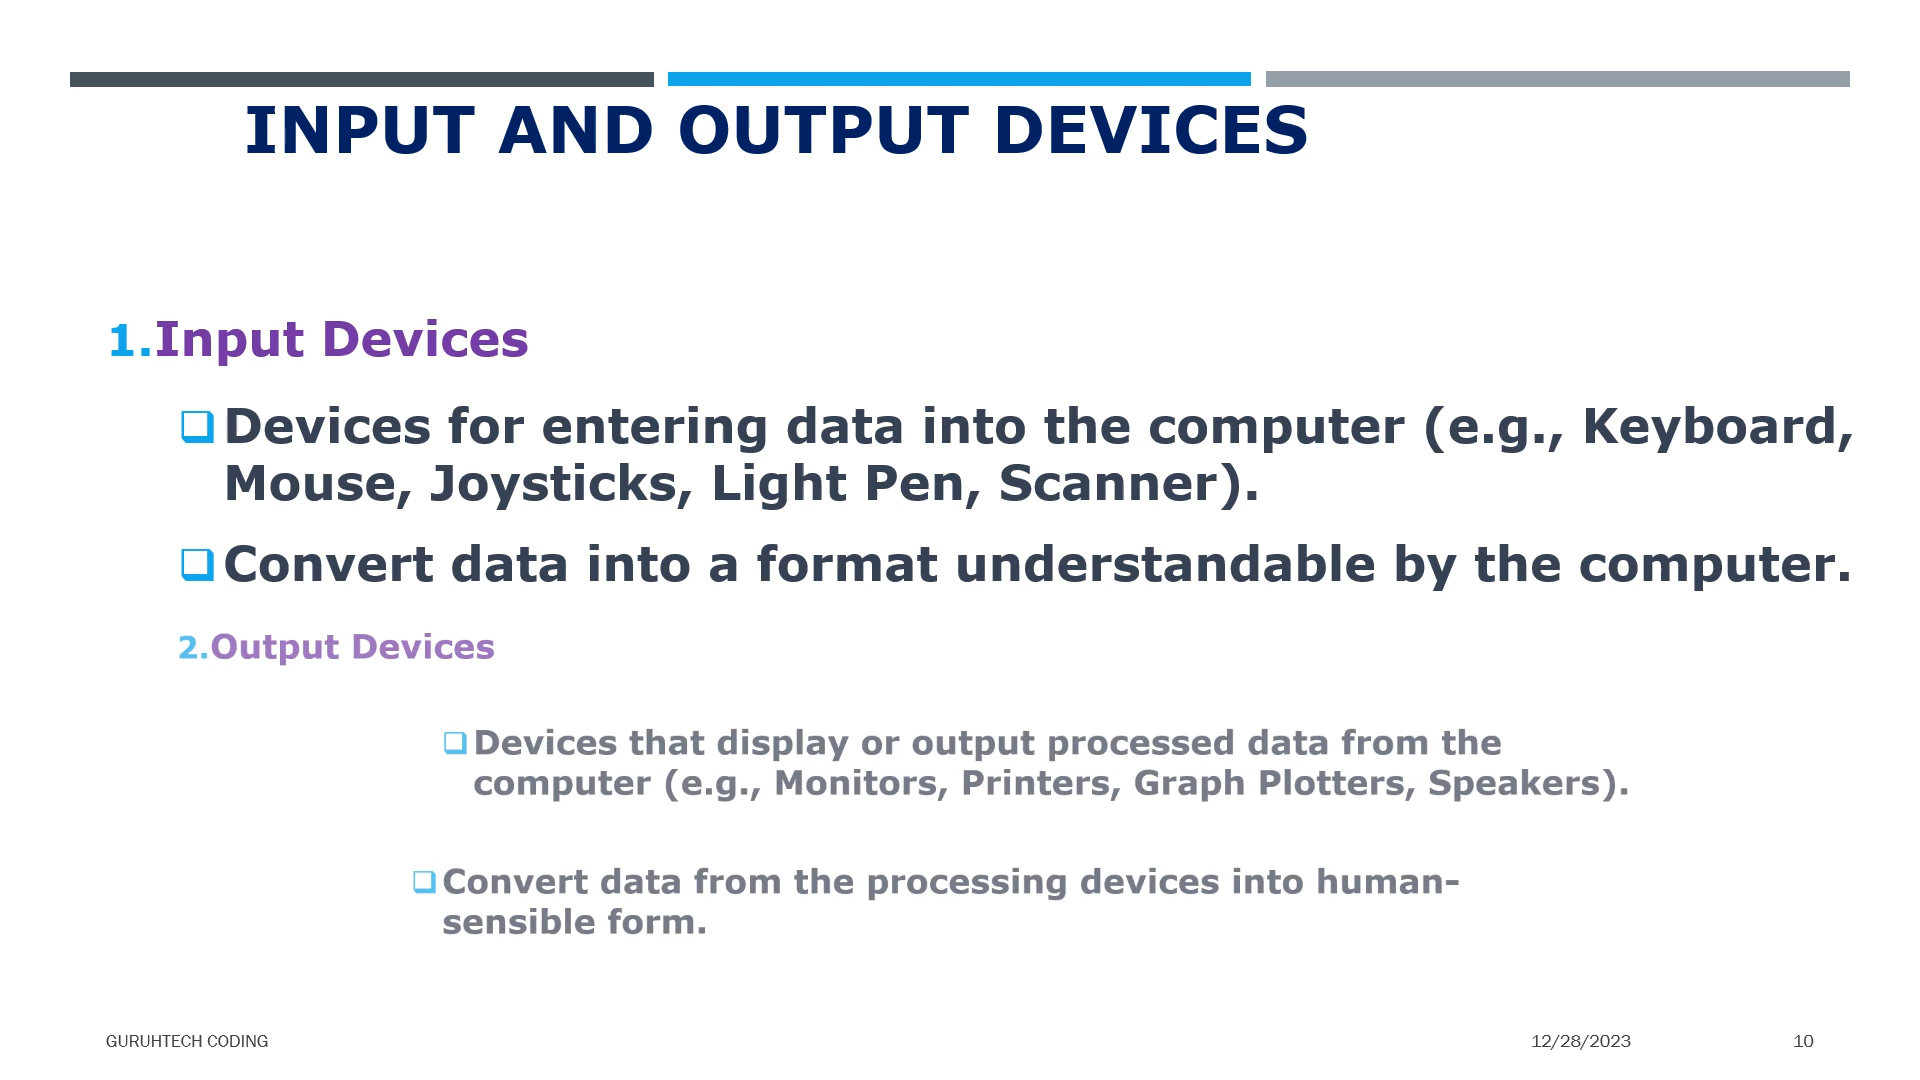 INPUT AND OUTPUT DEVICES
1.Input Devices
Devices for entering data into the computer (e.g., Keyboard,
Mouse, Joysticks, Light Pen, Scanner).
Convert data into a format understandable by the computer.
2.Output Devices
Devices that display or output processed data from the
computer (e.g., Monitors, Printers, Graph Plotters, Speakers).
Convert data from the processing devices into human-
sensible form.
GURUHTECH CODING
12/28/2023
10